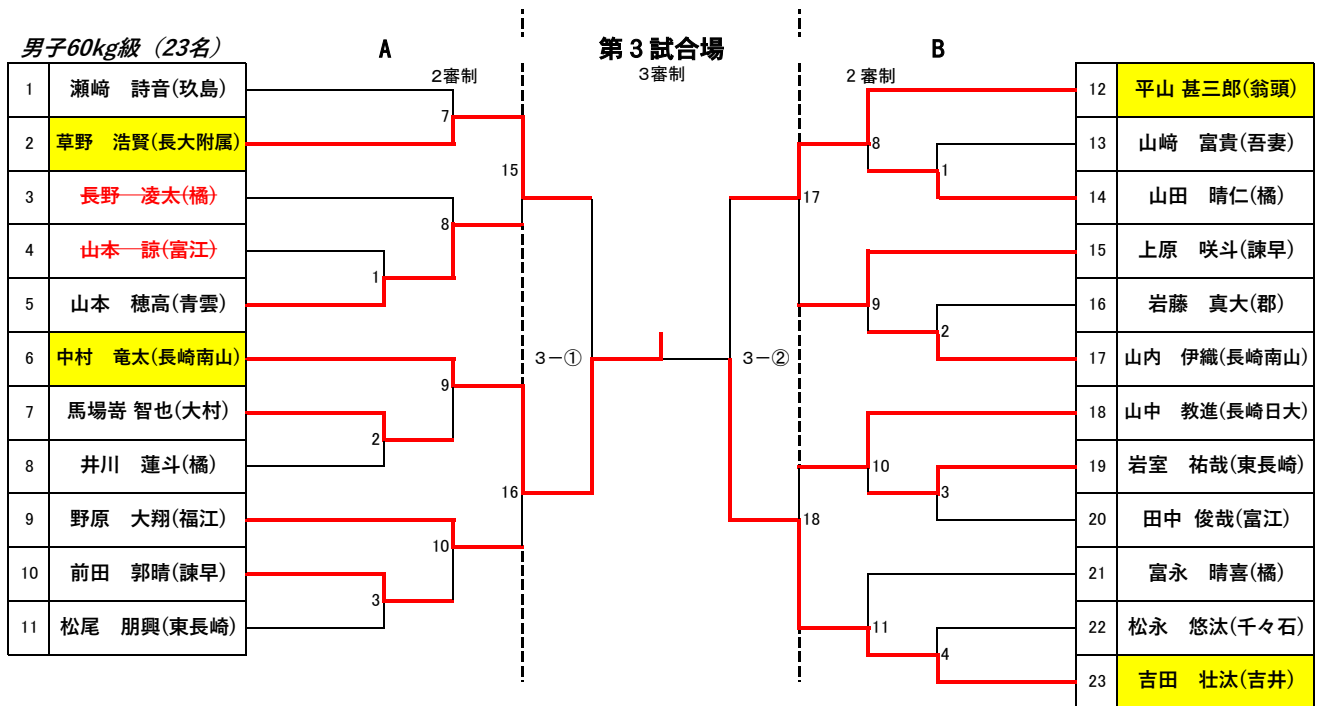 男子60kg級（23名）
A
第３試合場
B
2審制
3審制
２審制
1 瀬﨑　詩音(玖島)
2 草野　浩賢(長大附属)
3 長野　凌太(橘)
4 山本　諒(富江)
5 山本　穂高(青雲)
6 中村　竜太(長崎南山)
7 馬場嵜 智也(大村)
8 井川　蓮斗(橘)
9 野原　大翔(福江)
10 前田　郭晴(諫早)
11 松尾　朋興(東長崎)
7
8
1
9
2
10
3
15
16
３－①
３－②
17
18
8
1
9
2
10
3
11
4
12 平山 甚三郎(翁頭)
13 山﨑　富貴(吾妻)
14 山田　晴仁(橘)
15 上原　咲斗(諫早)
16 岩藤　真大(郡)
17 山内　伊織(長崎南山)
18 山中　教進(長崎日大)
19 岩室　祐哉(東長崎)
20 田中 俊哉(富江)
21 富永　晴喜(橘)
22 松永　悠汰(千々石)
23 吉田　壮汰(吉井)